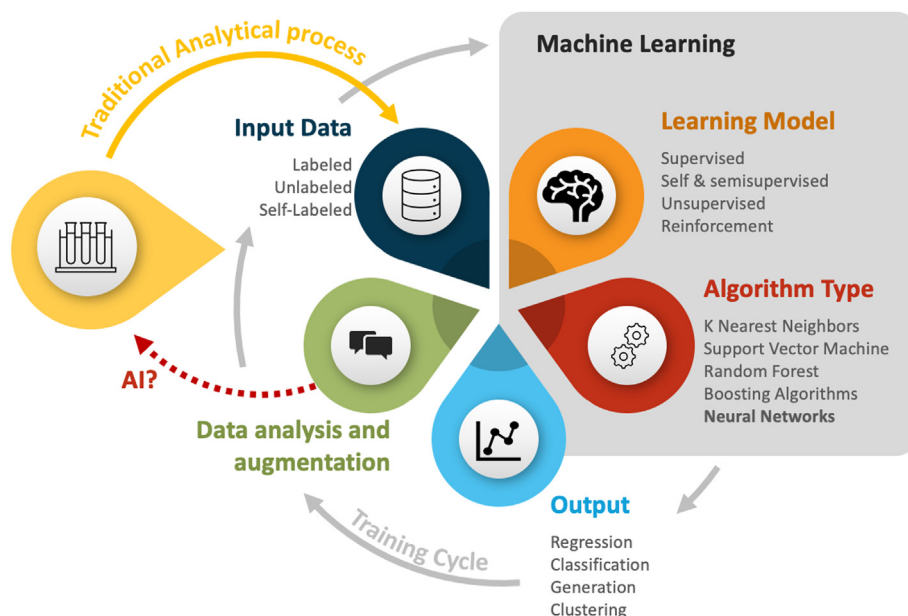 Traditional Analytical process
Machine Learning
Input Data
Labeled
Unlabeled
Self-Labeled
Learning Model
Supervised
Self & semisupervised
Unsupervised
Reinforcement
Algorithm Type
K Nearest Neighbors
Support Vector Machine
Random Forest
Boosting Algorithms
Neural Networks
AI?
Data analysis and
augmentation
Output
Regression
Classification
Generation
Clustering
Training Cycle